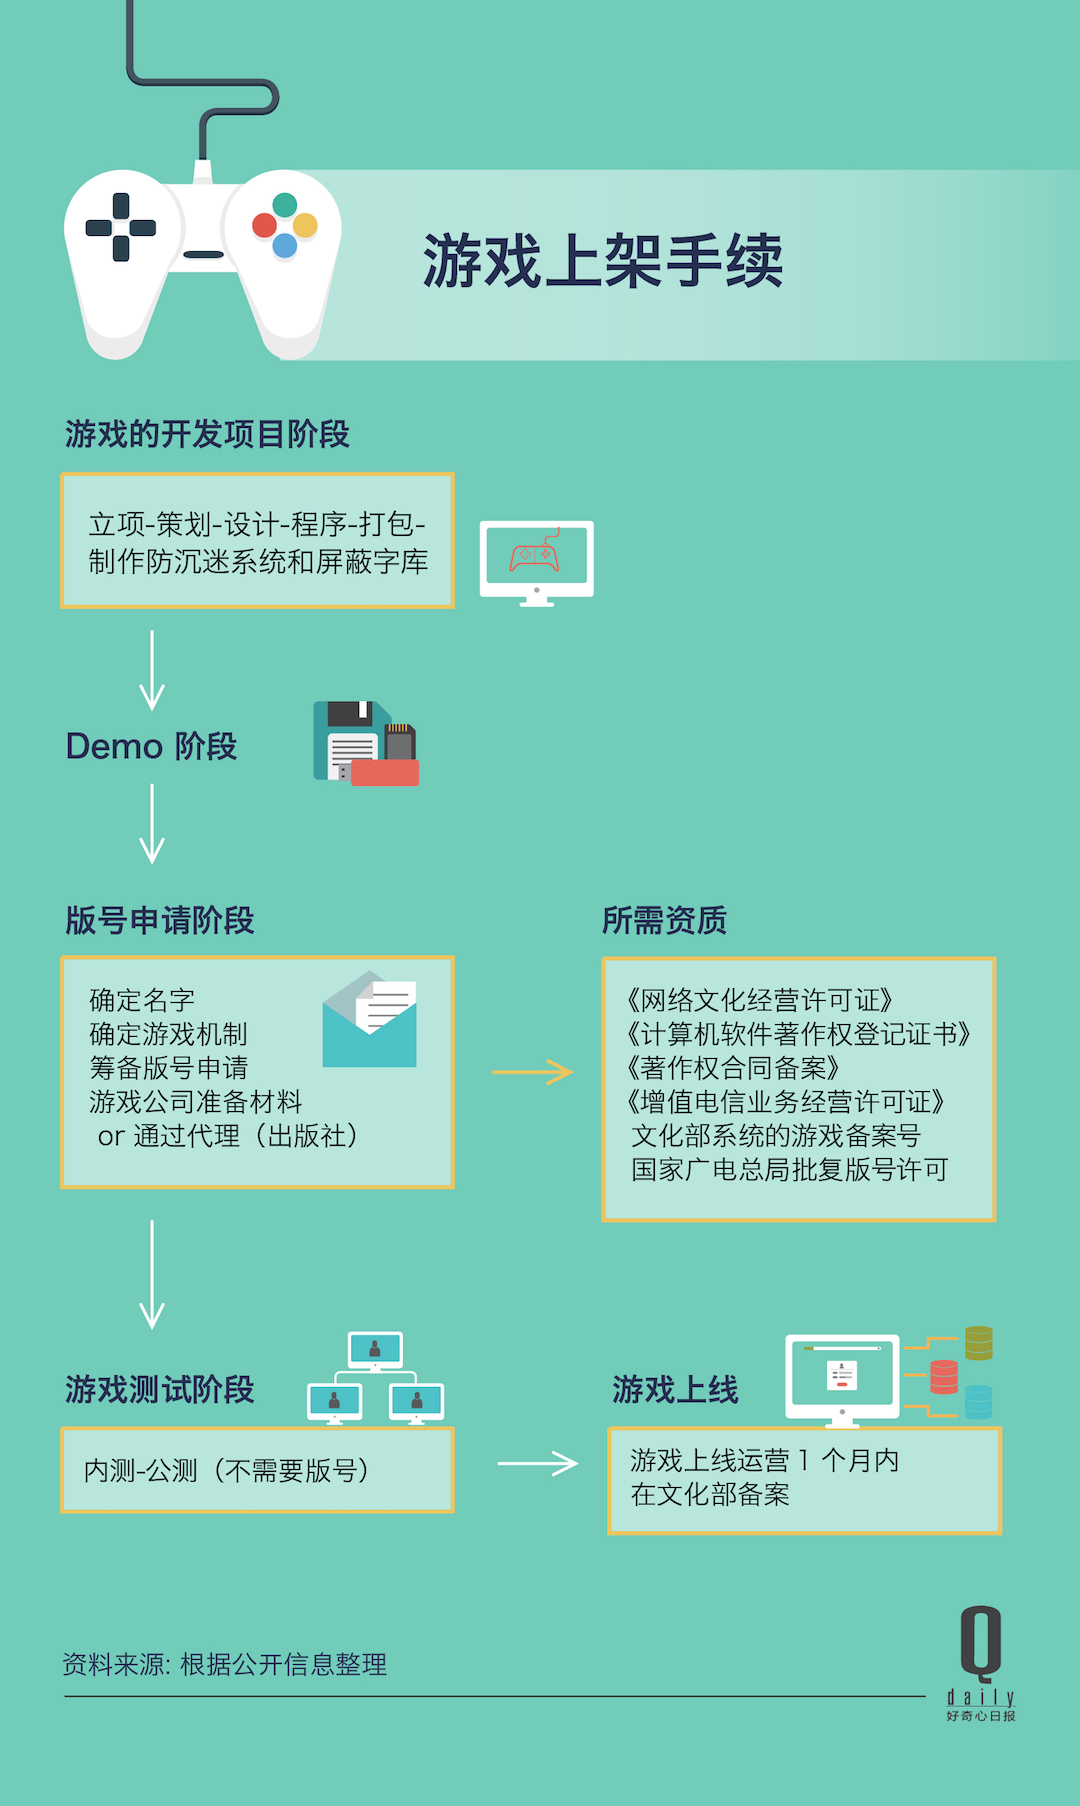 游戏上架手续
游戏的开发项目阶段
立项-策划-设计-程序-打包-
制作防沉迷系统和屏蔽字库
Demo 阶段
版号申请阶段
确定名字
确定游戏机制
筹备版号申请
游戏公司准备材料
or 通过代理（出版社）
所需资质
《网络文化经营许可证》
《计算机软件著作权登记证书》
《著作权合同备案》
《增值电信业务经营许可证》
文化部系统的游戏备案号
国家广电总局批复版号许可
游戏测试阶段
内测-公测（不需要版号）
游戏上线
游戏上线运营 1 个月内
在文化部备案
资料来源: 根据公开信息整理
Q
daily
好奇心日报